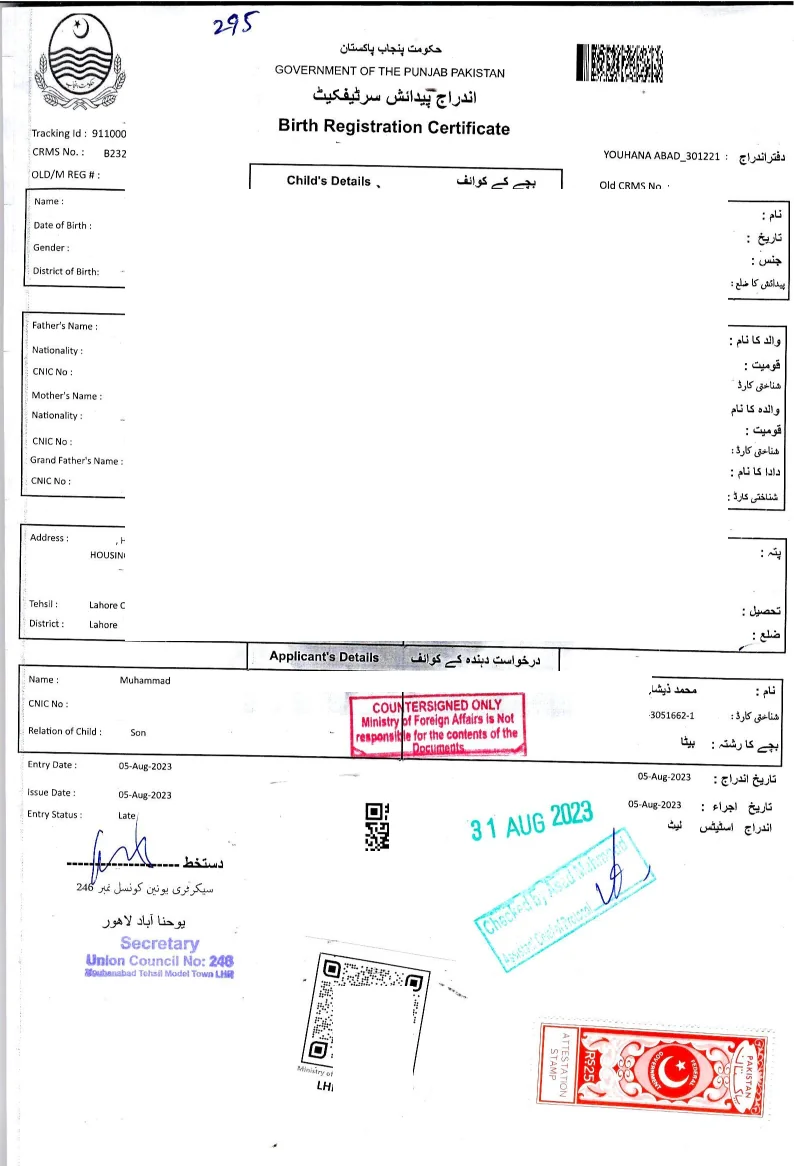 295
حکومت پنجاب پاکستان
GOVERNMENT OF THE PUNJAB PAKISTAN
اندراج پیدائش سرٹیفکیٹ
Birth Registration Certificate
Tracking Id : 911000
CRMS No. : B232
YOUHANA ABAD_301221 : دفتر اندراج
OLD/M REG # :
Old CRMS No :
Child's Details بچے کے کوائف
Name : نام :
Date of Birth : تاریخ :
Gender : جنس :
District of Birth: پیدائش کا ضلع :
Father's Name : والد کا نام :
Nationality : قومیت :
CNIC No : شناختی کارڈ
Mother's Name : والدہ کا نام
Nationality : قومیت :
CNIC No : شناختی کارڈ :
Grand Father's Name : دادا کا نام :
CNIC No : شناختی کارڈ :
Address : , H پتہ :
HOUSIN
Tehsil : Lahore C تحصیل :
District : Lahore ضلع :
Applicant's Details درخواست دہندہ کے کوائف
Name : Muhammad محمد ذیشا نام :
CNIC No : 3051662-1 شناختی کارڈ :
Relation of Child : Son بیٹا بچے کا رشتہ :
COUNTERSIGNED ONLY
Ministry of Foreign Affairs is Not
responsible for the contents of the
Documents
Entry Date : 05-Aug-2023 05-Aug-2023 تاریخ اندراج :
Issue Date : 05-Aug-2023 05-Aug-2023 تاریخ اجراء :
Entry Status : Late لیٹ اندراج اسٹیٹس
31 AUG 2023
دستخط
سیکرٹری یونین کونسل نمبر 246
یوحنا آباد لاہور
Secretary
Union Council No: 246
Youhanabad Tehsil Model Town LHR
Checked by Asad Mehmood
Ministry of
LH
ATTESTATION
STAMP
RS25
FEDERAL
GOVERNMENT
PAKISTAN
پاکستان